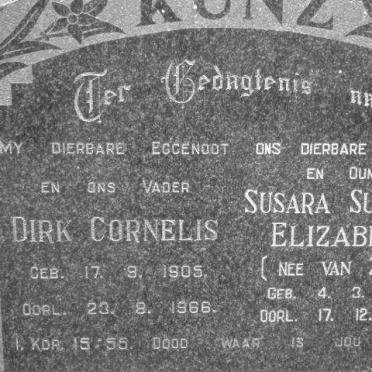 KUNZ
Ter Gedagtenis
MY DIERBARE EGGENOOT
EN ONS VADER
DIRK CORNELIS
GEB. 17. 9. 1905.
OORL. 23. 8. 1966.
ONS DIERBARE
EN
SUSARA
(NEE VAN
GEB. 4. 3.
OORL. 17. 12.
I. KOR. 15:55. DOOD WAAR IS JOU